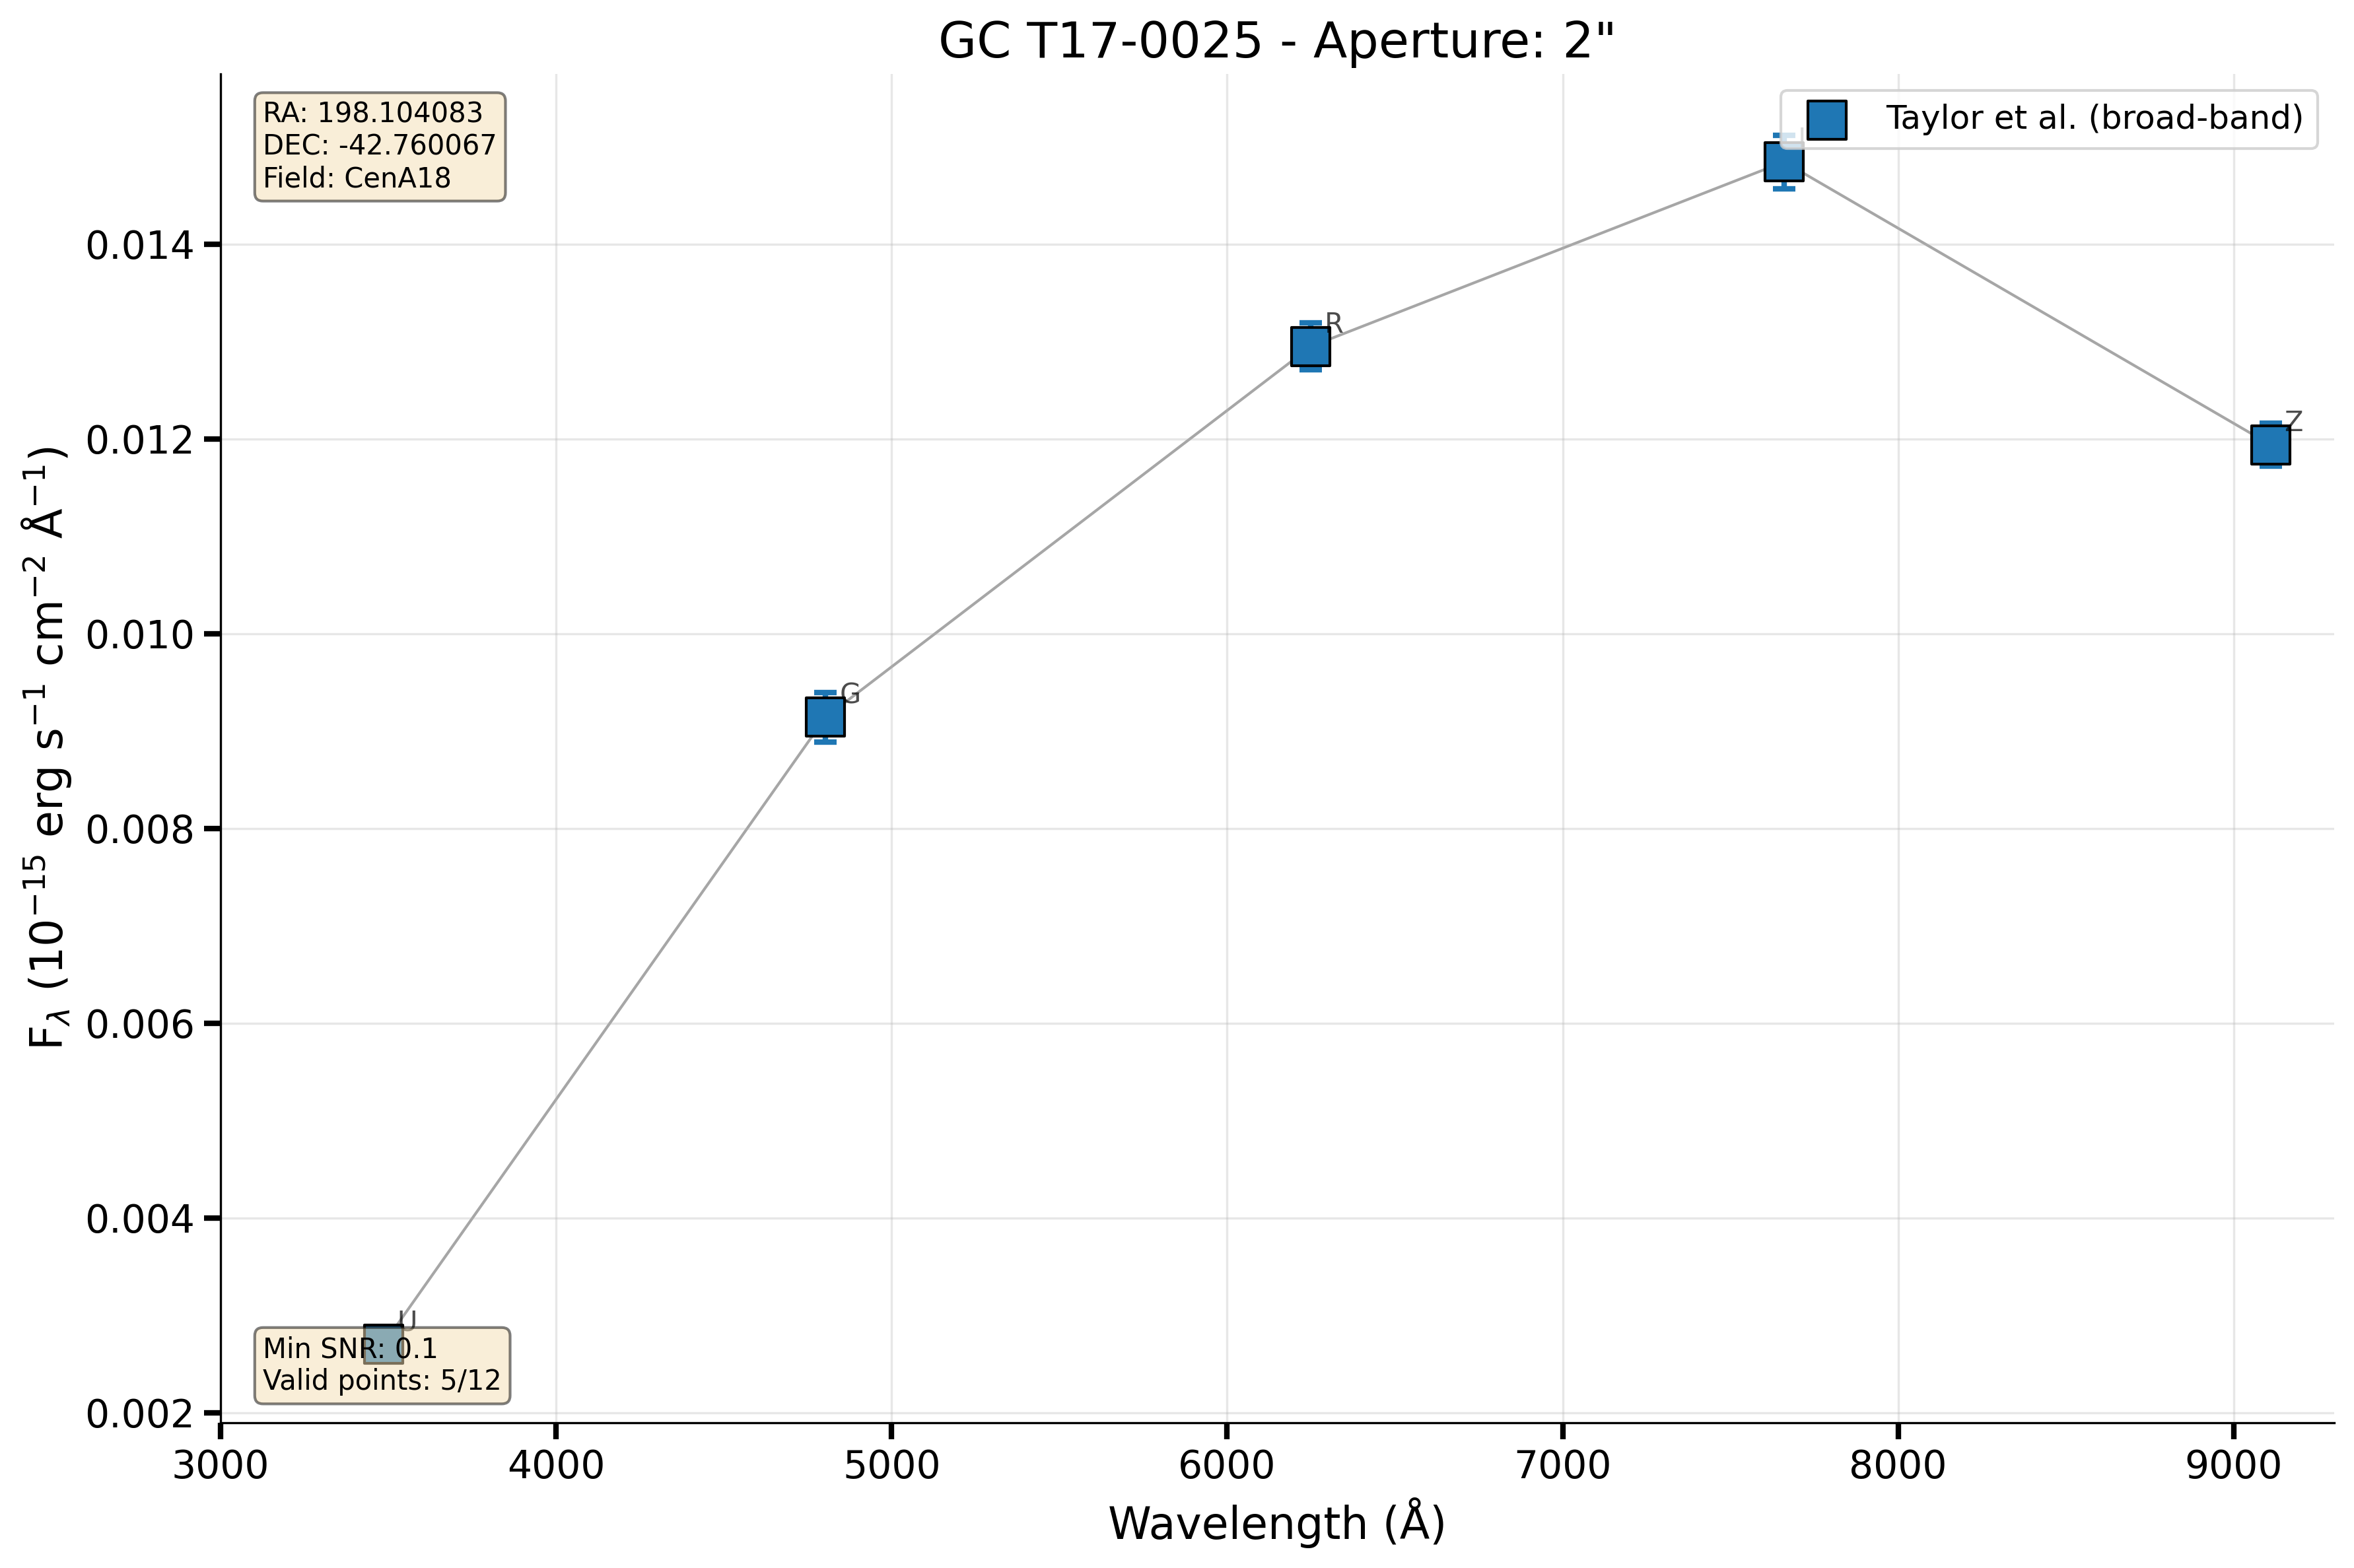 GC T17-0025 - Aperture: 2"
RA: 198.104083
DEC: -42.760067
Field: CenA18
Taylor et al. (broad-band)
I
R
Z
G
U
Min SNR: 0.1
Valid points: 5/12
0.014
0.012
0.010
0.008
0.006
0.004
0.002
F_λ (10⁻¹⁵ erg s⁻¹ cm⁻² Å⁻¹)
3000 4000 5000 6000 7000 8000 9000
Wavelength (Å)